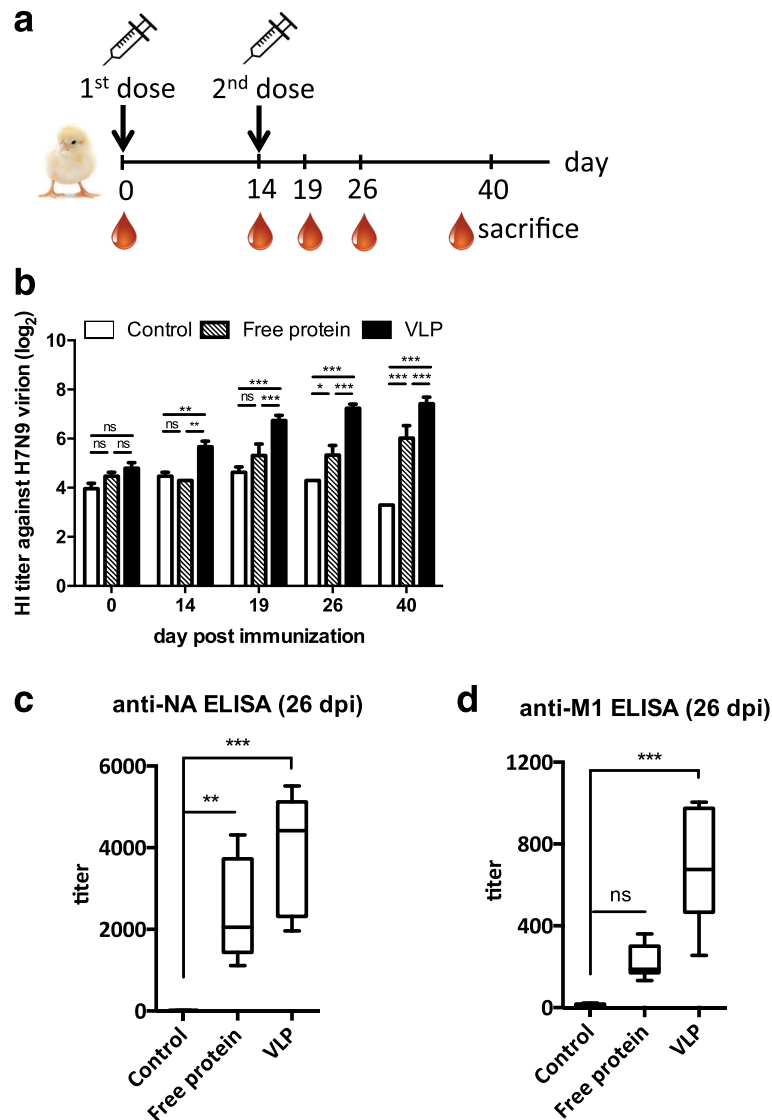 a
1st dose 2nd dose
day
0 14 19 26 40
sacrifice
b
Control Free protein VLP
HI titer against H7N9 virion (log2)
10
8
6
4
2
0
ns
ns ns
**
ns **
***
ns ***
***
* ***
***
*** ***
0 14 19 26 40
day post immunization
c
anti-NA ELISA (26 dpi)
titer
6000
4000
2000
0
***
**
Control Free protein VLP
d
anti-M1 ELISA (26 dpi)
titer
1200
800
400
0
***
ns
Control Free protein VLP